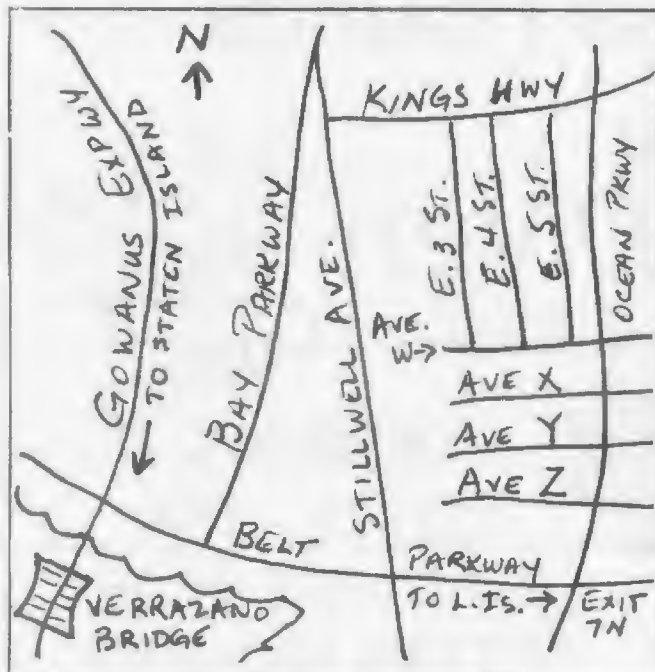 N
KINGS HWY
GOWANUS EXPWY
TO STATEN ISLAND
BAY PARKWAY
STILLWELL AVE.
E. 3 ST.
E. 4 ST.
E. 5 ST.
OCEAN PKWY
AVE.
W→
AVE X
AVE Y
AVE Z
BELT PARKWAY
TO L. IS. →
EXIT
7N
VERRAZANO
BRIDGE